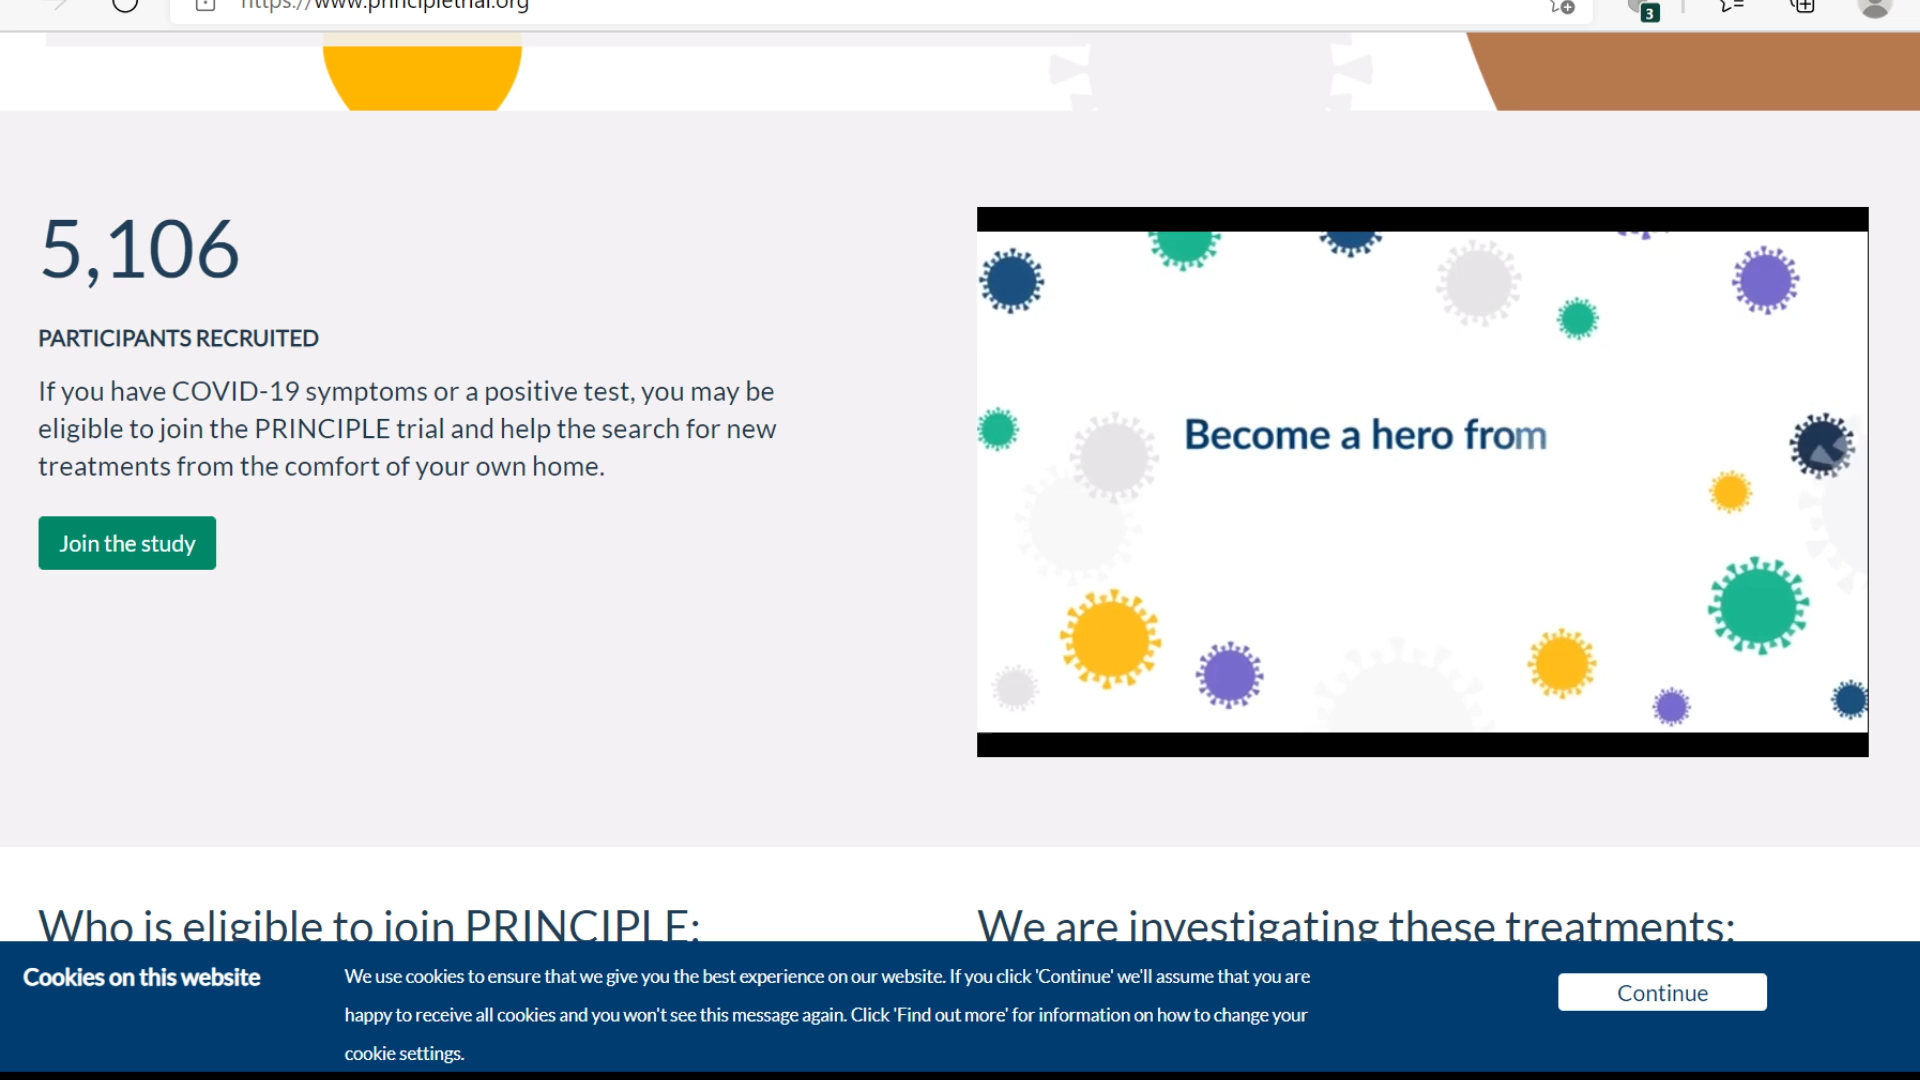 https://www.principletrial.org
3
5,106
PARTICIPANTS RECRUITED
If you have COVID-19 symptoms or a positive test, you may be
eligible to join the PRINCIPLE trial and help the search for new
treatments from the comfort of your own home.
Join the study
Become a hero from
Who is eligible to join PRINCIPLE:
We are investigating these treatments:
Cookies on this website
We use cookies to ensure that we give you the best experience on our website. If you click 'Continue' we'll assume that you are
happy to receive all cookies and you won't see this message again. Click 'Find out more' for information on how to change your
cookie settings.
Continue